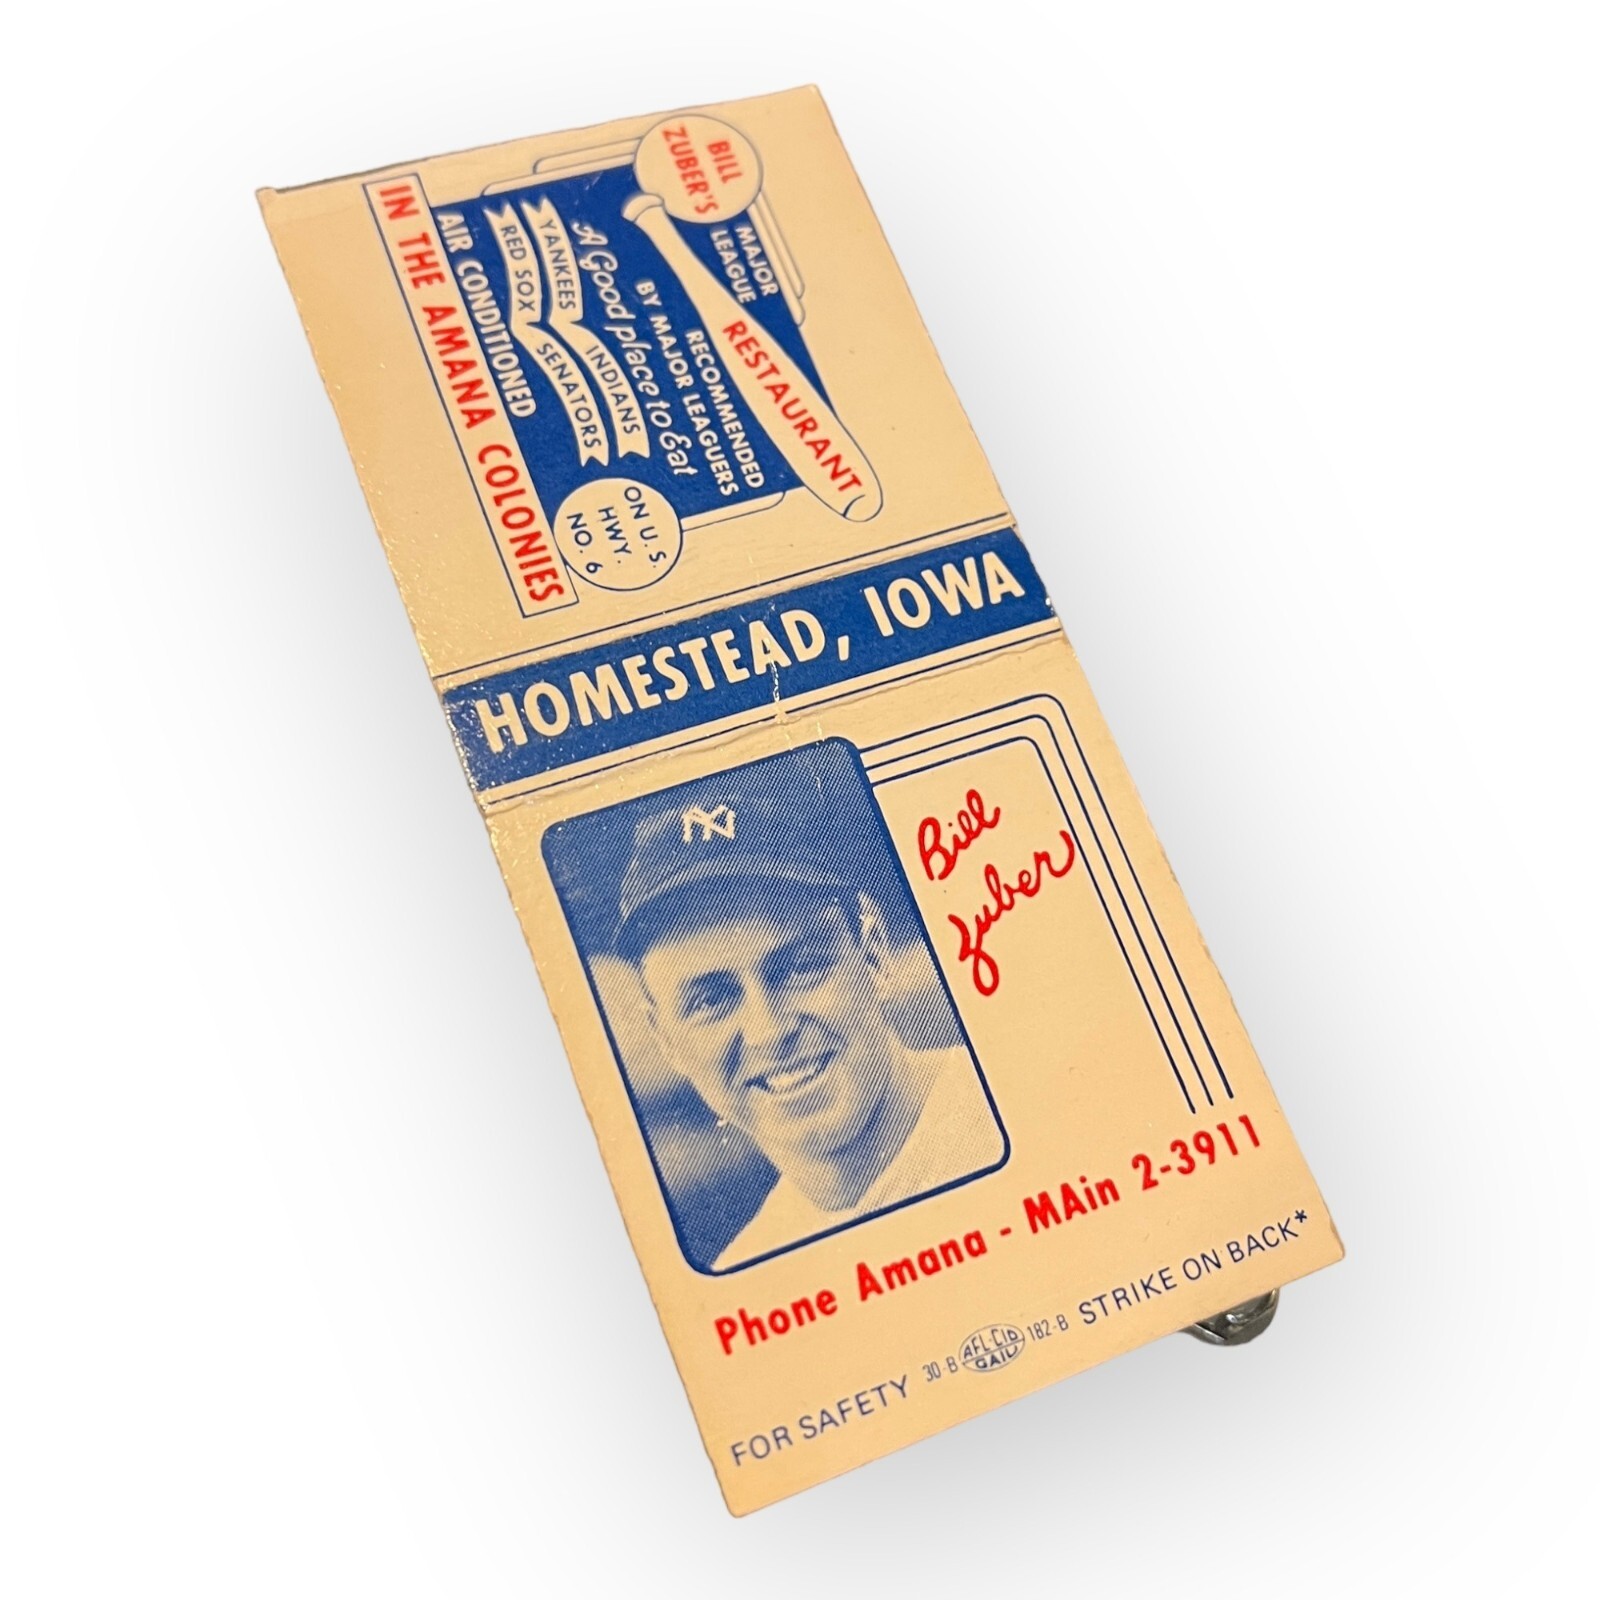 BILL
ZUBER'S
MAJOR
LEAGUE
RESTAURANT
RECOMMENDED
BY MAJOR LEAGUERS
A Good place to Eat
YANKEES INDIANS
RED SOX SENATORS
AIR CONDITIONED
ON U.S.
HWY.
NO. 6
IN THE AMANA COLONIES
HOMESTEAD, IOWA
NY
Bill
Zuber
Phone Amana - MAin 2-3911
FOR SAFETY 30-B AFL-CIO GAIU 182-B STRIKE ON BACK*